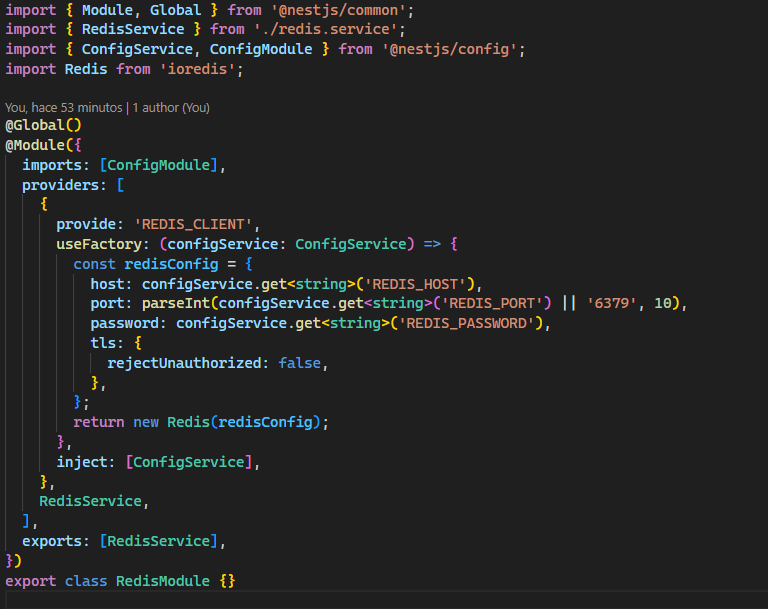 import { Module, Global } from '@nestjs/common';
import { RedisService } from './redis.service';
import { ConfigService, ConfigModule } from '@nestjs/config';
import Redis from 'ioredis';

You, hace 53 minutos | 1 author (You)
@Global()
@Module({
  imports: [ConfigModule],
  providers: [
    {
      provide: 'REDIS_CLIENT',
      useFactory: (configService: ConfigService) => {
        const redisConfig = {
          host: configService.get<string>('REDIS_HOST'),
          port: parseInt(configService.get<string>('REDIS_PORT') || '6379', 10),
          password: configService.get<string>('REDIS_PASSWORD'),
          tls: {
            rejectUnauthorized: false,
          },
        };
        return new Redis(redisConfig);
      },
      inject: [ConfigService],
    },
    RedisService,
  ],
  exports: [RedisService],
})
export class RedisModule {}